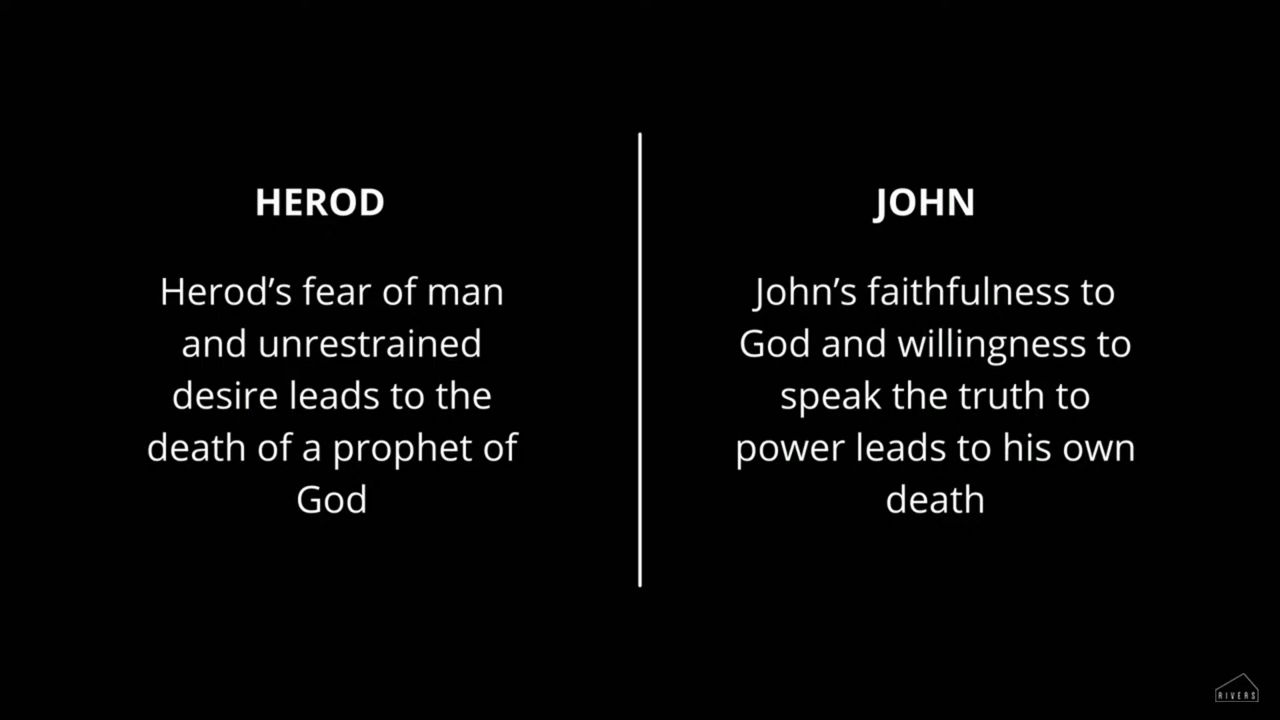 HEROD
Herod’s fear of man
and unrestrained
desire leads to the
death of a prophet of
God
JOHN
John’s faithfulness to
God and willingness to
speak the truth to
power leads to his own
death
RIVERS